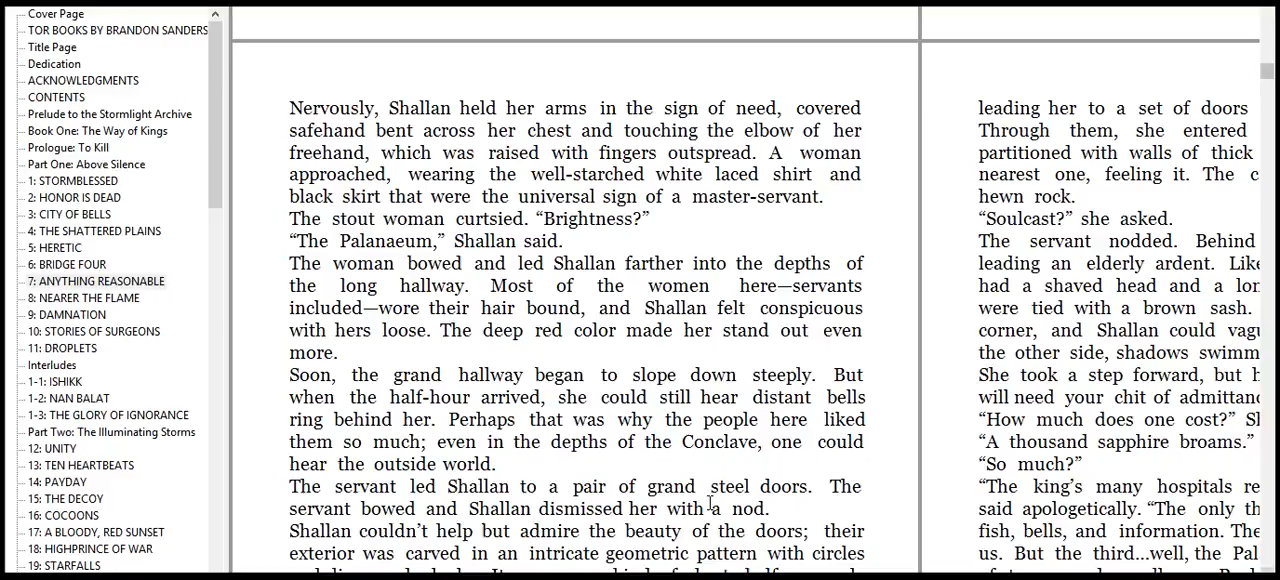 Cover Page
TOR BOOKS BY BRANDON SANDERS
Title Page
Dedication
ACKNOWLEDGMENTS
CONTENTS
Prelude to the Stormlight Archive
Book One: The Way of Kings
Prologue: To Kill
Part One: Above Silence
1: STORMBLESSED
2: HONOR IS DEAD
3: CITY OF BELLS
4: THE SHATTERED PLAINS
5: HERETIC
6: BRIDGE FOUR
7: ANYTHING REASONABLE
8: NEARER THE FLAME
9: DAMNATION
10: STORIES OF SURGEONS
11: DROPLETS
Interludes
1-1: ISHIKK
1-2: NAN BALAT
1-3: THE GLORY OF IGNORANCE
Part Two: The Illuminating Storms
12: UNITY
13: TEN HEARTBEATS
14: PAYDAY
15: THE DECOY
16: COCOONS
17: A BLOODY, RED SUNSET
18: HIGHPRINCE OF WAR
19: STARFALLS
Nervously, Shallan held her arms in the sign of need, covered
safehand bent across her chest and touching the elbow of her
freehand, which was raised with fingers outspread. A woman
approached, wearing the well-starched white laced shirt and
black skirt that were the universal sign of a master-servant.
The stout woman curtsied. “Brightness?”
“The Palanaeum,” Shallan said.
The woman bowed and led Shallan farther into the depths of
the long hallway. Most of the women here—servants
included—wore their hair bound, and Shallan felt conspicuous
with hers loose. The deep red color made her stand out even
more.
Soon, the grand hallway began to slope down steeply. But
when the half-hour arrived, she could still hear distant bells
ring behind her. Perhaps that was why the people here liked
them so much; even in the depths of the Conclave, one could
hear the outside world.
The servant led Shallan to a pair of grand steel doors. The
servant bowed and Shallan dismissed her with a nod.
Shallan couldn’t help but admire the beauty of the doors; their
exterior was carved in an intricate geometric pattern with circles
leading her to a set of doors
Through them, she entered
partitioned with walls of thick
nearest one, feeling it. The c
hewn rock.
“Soulcast?” she asked.
The servant nodded. Behind
leading an elderly ardent. Like
had a shaved head and a lon
were tied with a brown sash.
corner, and Shallan could vagu
the other side, shadows swimm
She took a step forward, but h
will need your chit of admittanc
“How much does one cost?” Sl
“A thousand sapphire broams.”
“So much?”
“The king’s many hospitals re
said apologetically. “The only th
fish, bells, and information. The
us. But the third...well, the Pal